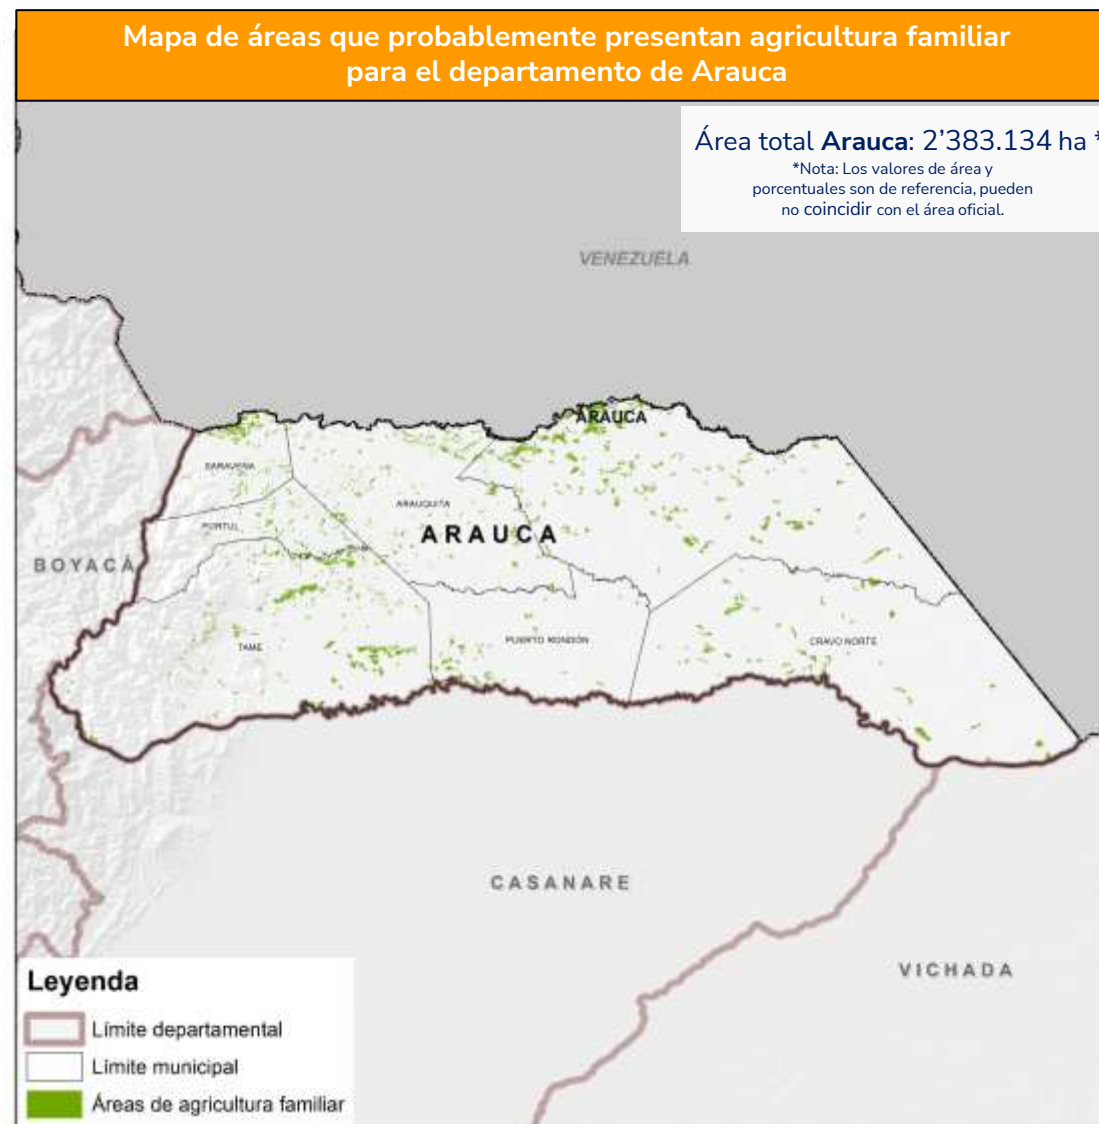 Mapa de áreas que probablemente presentan agricultura familiar
para el departamento de Arauca
Área total Arauca: 2’383.134 ha *
*Nota: Los valores de área y
porcentuales son de referencia, pueden
no coincidir con el área oficial.
VENEZUELA
ARAUCA
SARAVENA
ARAUQUITA
FORTUL
ARAUCA
BOYACÁ
PUERTO RONDÓN
CRAVO NORTE
TAME
CASANARE
VICHADA
Leyenda
Límite departamental
Límite municipal
Áreas de agricultura familiar